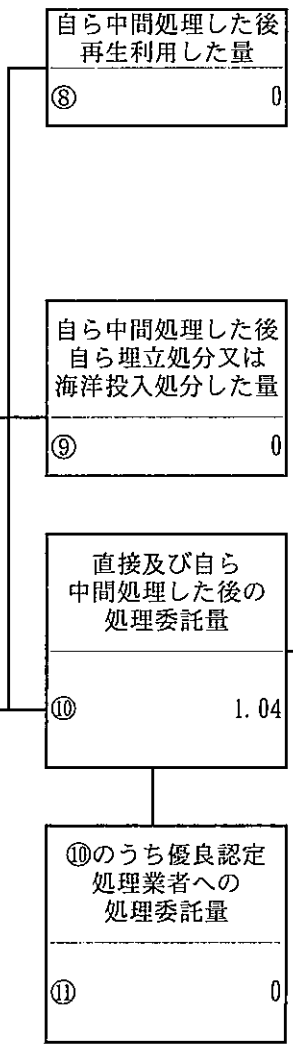 自ら中間処理した後
再生利用した量
⑧ 0
自ら中間処理した後
自ら埋立処分又は
海洋投入処分した量
⑨ 0
直接及び自ら
中間処理した後の
処理委託量
⑩ 1.04
⑩のうち優良認定
処理業者への
処理委託量
⑪ 0